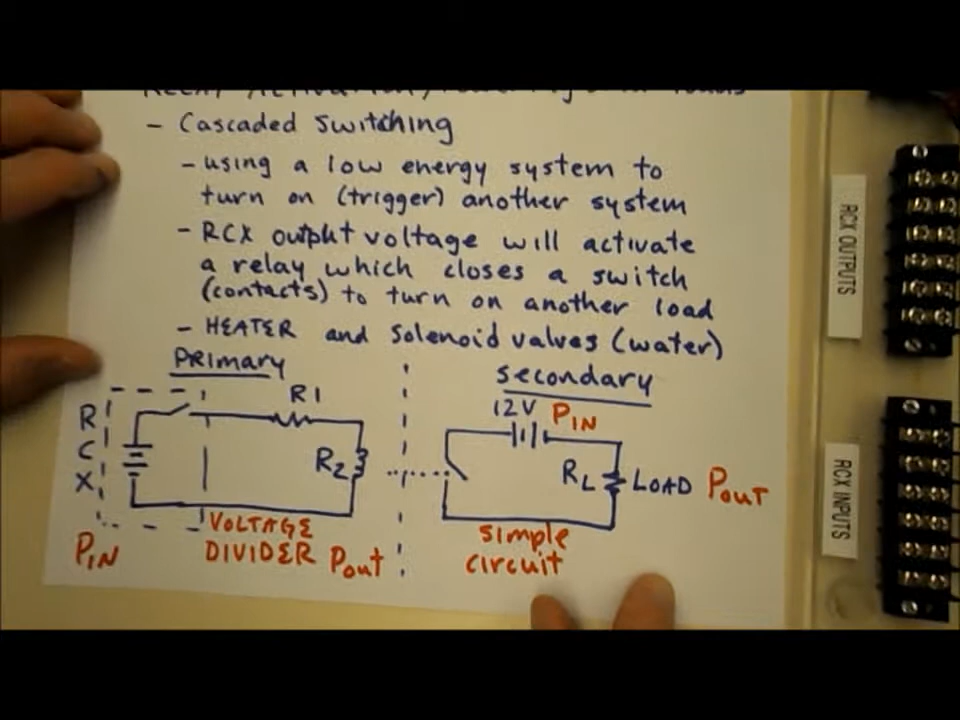 - Cascaded switching
- using a low energy system to
turn on (trigger) another system
- RCX output voltage will activate
a relay which closes a switch
(contacts) to turn on another load
- HEATER and Solenoid valves (water)
PRIMARY
Secondary
RCX
R1
R2
PIN
VOLTAGE
DIVIDER POUT
12V PIN
RL LOAD POUT
simple
circuit
RCX OUTPUTS
RCX INPUTS